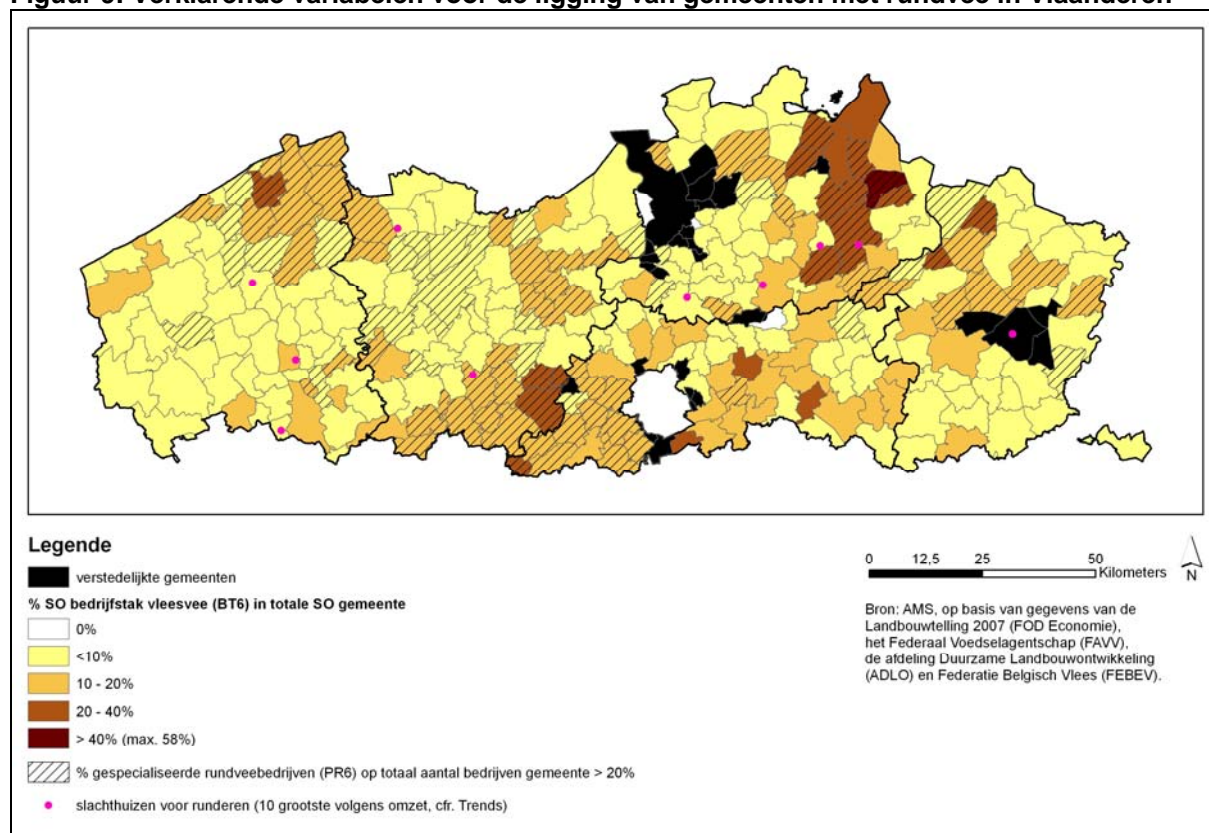 Figuur 9: Verklarende variabelen voor de ligging van gemeenten met rundvee in Vlaanderen
Legende
verstedelijkte gemeenten
% SO bedrijfstak vleesvee (BT6) in totale SO gemeente
0%
<10%
10 - 20%
20 - 40%
> 40% (max. 58%)
% gespecialiseerde rundveebedrijven (PR6) op totaal aantal bedrijven gemeente > 20%
slachthuizen voor runderen (10 grootste volgens omzet, cfr. Trends)
0 12,5 25 50
Kilometers
N
Bron: AMS, op basis van gegevens van de
Landbouwtelling 2007 (FOD Economie),
het Federaal Voedselagentschap (FAVV),
de afdeling Duurzame Landbouwontwikkeling
(ADLO) en Federatie Belgisch Vlees (FEBEV).